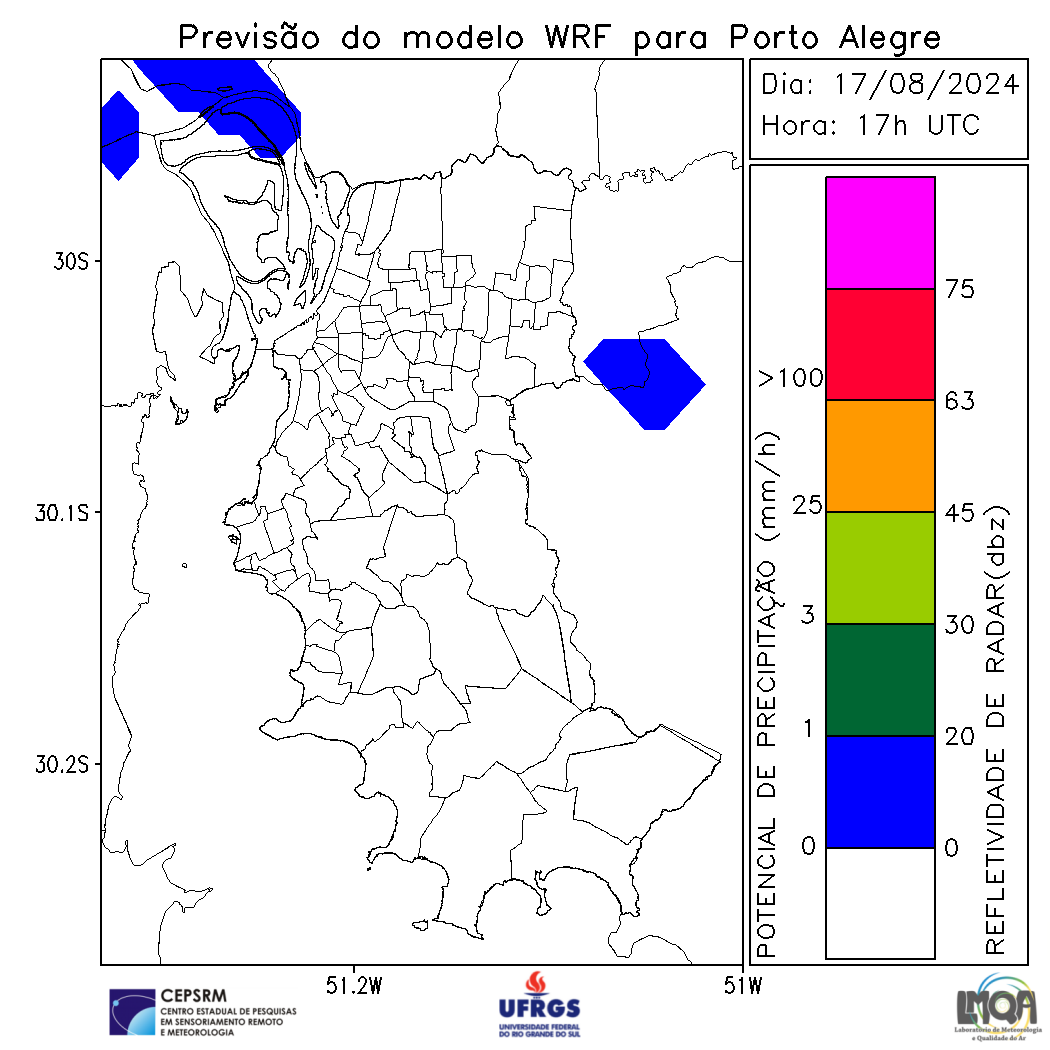 Previsão do modelo WRF para Porto Alegre
Dia: 17/08/2024
Hora: 17h UTC
30S
30.1S
30.2S
51.2W
51W
POTENCIAL DE PRECIPITAÇÃO (mm/h)
>100
25
3
1
0
75
63
45
30
20
0
REFLETIVIDADE DE RADAR(dbz)
CEPSRM
CENTRO ESTADUAL DE PESQUISAS
EM SENSORIAMENTO REMOTO
E METEOROLOGIA
UFRGS
UNIVERSIDADE FEDERAL
DO RIO GRANDE DO SUL
LMQA
Laboratório de Meteorologia
e Qualidade do Ar